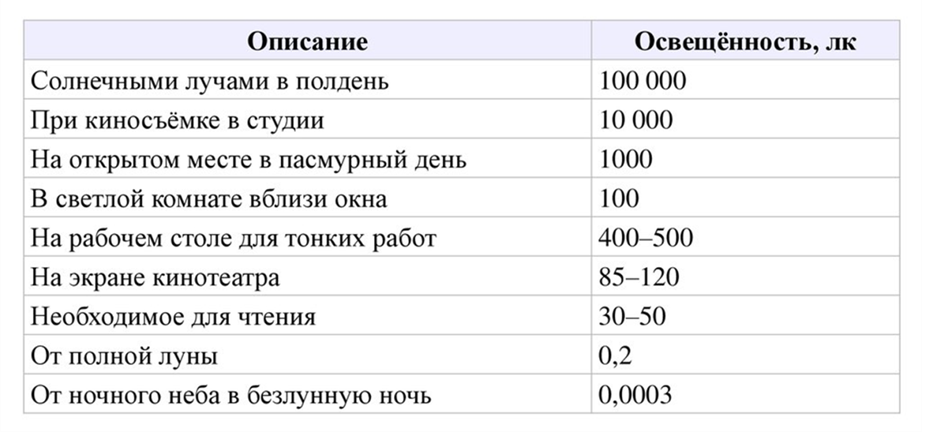 Описание Освещённость, лк
Солнечными лучами в полдень 100 000
При киносъёмке в студии 10 000
На открытом месте в пасмурный день 1000
В светлой комнате вблизи окна 100
На рабочем столе для тонких работ 400–500
На экране кинотеатра 85–120
Необходимое для чтения 30–50
От полной луны 0,2
От ночного неба в безлунную ночь 0,0003